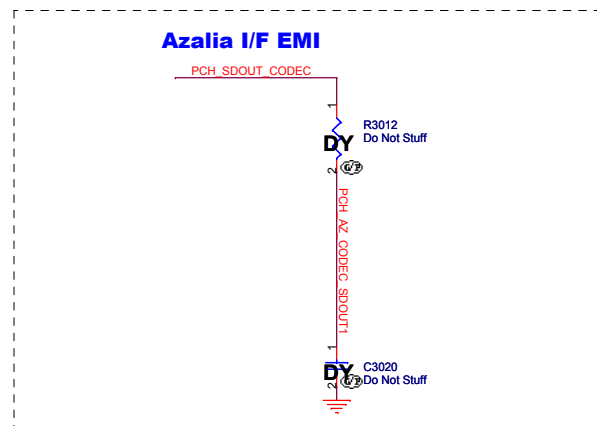 Azalia I/F EMI
PCH_SDOUT_CODEC
1
R3012
Do Not Stuff
DY
2
G/P
PCH_AZ_CODEC_SDOUT1
1
C3020
DY
Do Not Stuff
2
G/P